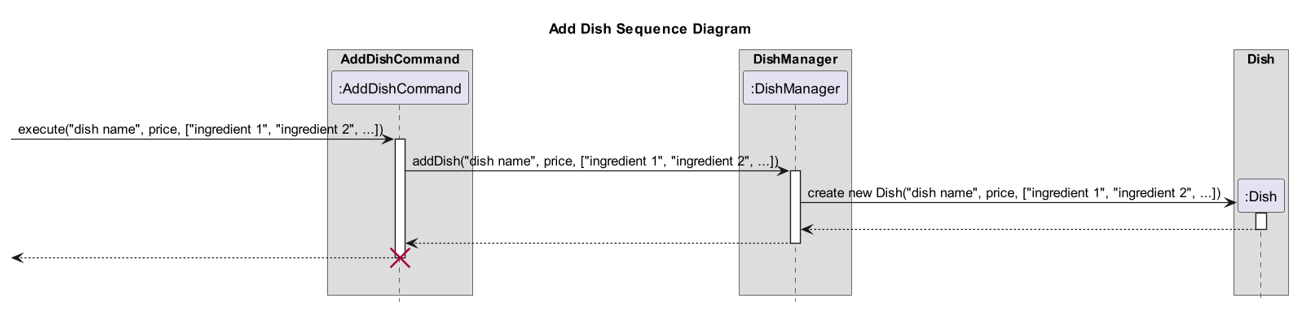 Add Dish Sequence Diagram
AddDishCommand
DishManager
Dish
:AddDishCommand
:DishManager
execute("dish name", price, ["ingredient 1", "ingredient 2", ...])
addDish("dish name", price, ["ingredient 1", "ingredient 2", ...])
create new Dish("dish name", price, ["ingredient 1", "ingredient 2", ...])
:Dish